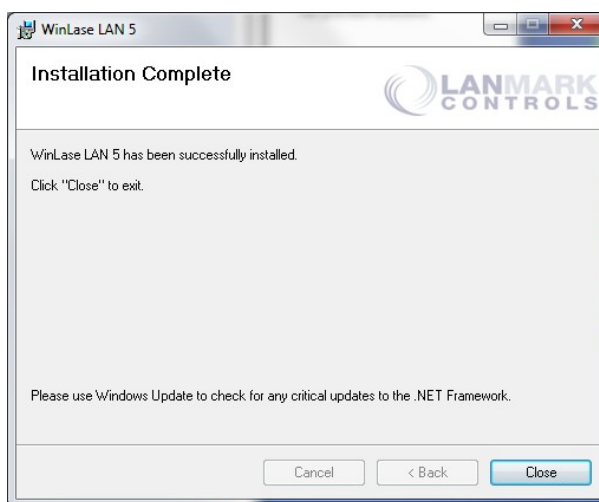 WinLase LAN 5
Installation Complete
LANMARK
CONTROLS
WinLase LAN 5 has been successfully installed.
Click "Close" to exit.
Please use Windows Update to check for any critical updates to the .NET Framework.
Cancel
< Back
Close